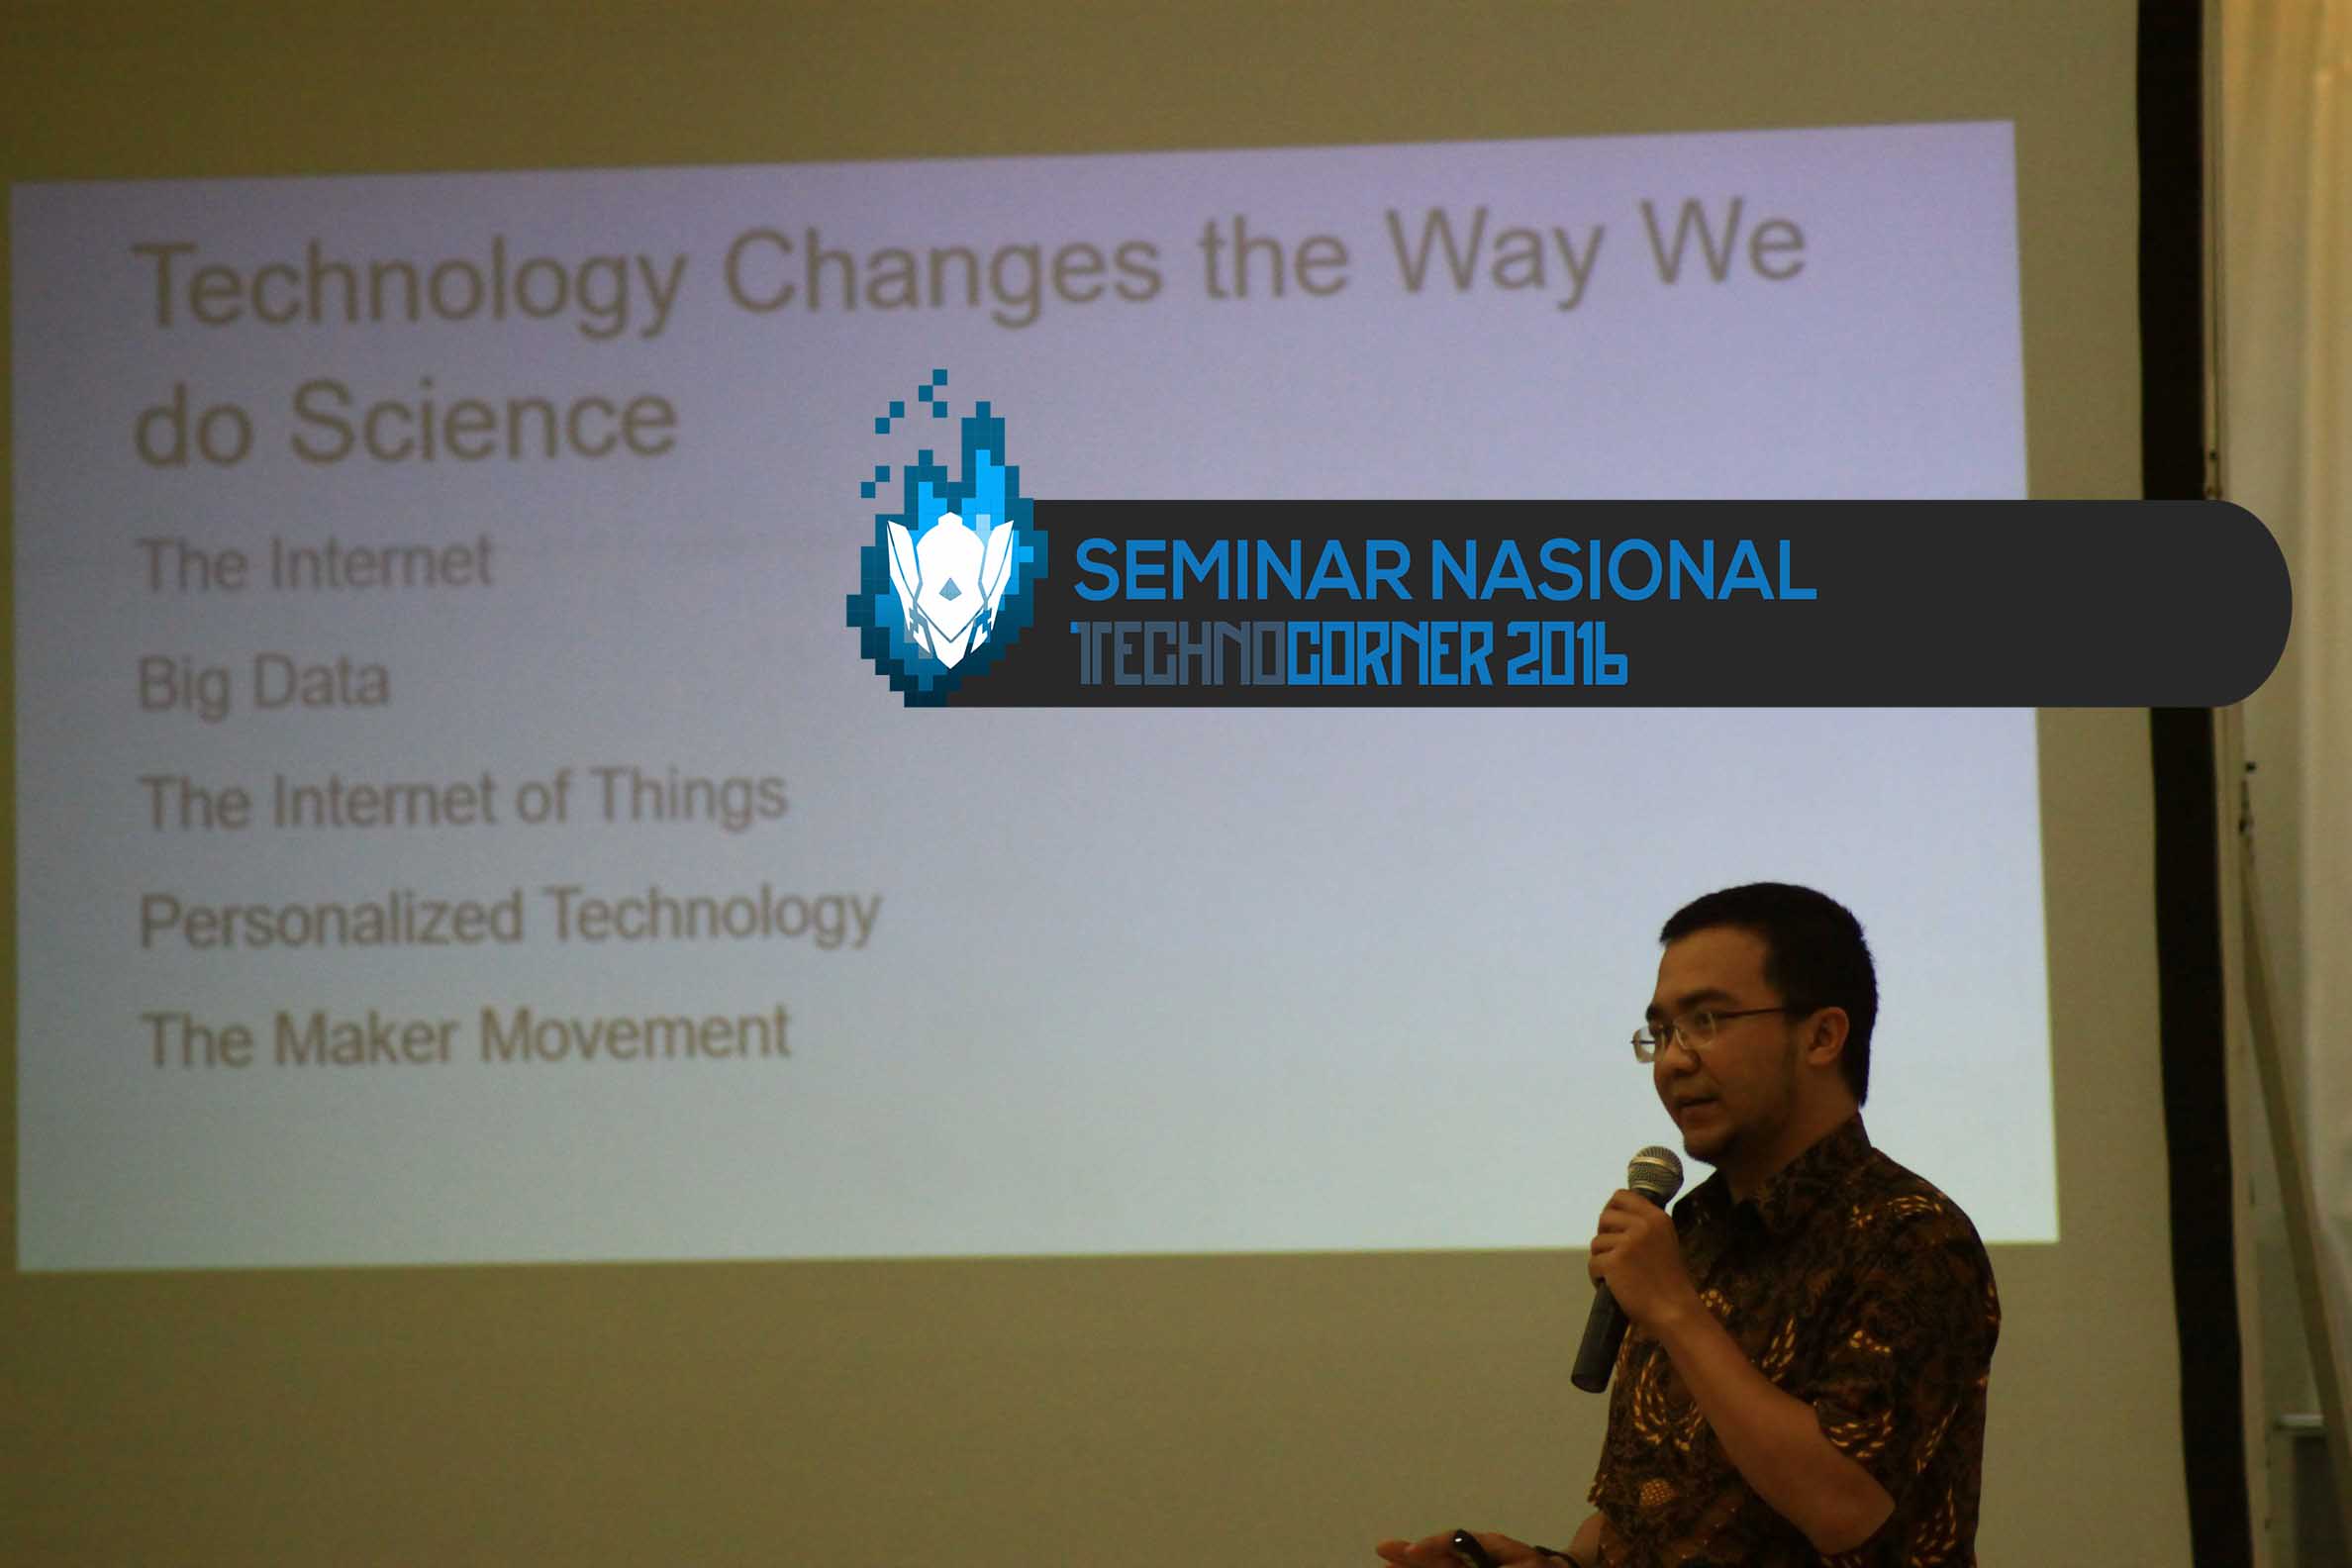 Technology Changes the Way We
do Science
The Internet
Big Data
The Internet of Things
Personalized Technology
The Maker Movement
SEMINAR NASIONAL
TECHNOCORNER 2016